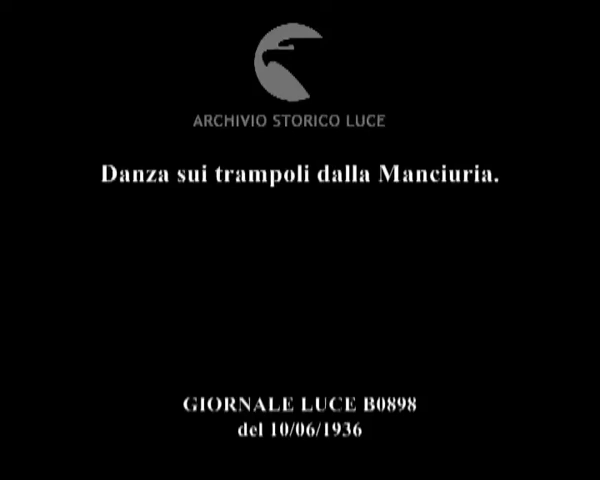 ARCHIVIO STORICO LUCE
Danza sui trampoli dalla Manciuria.
GIORNALE LUCE B0898
del 10/06/1936